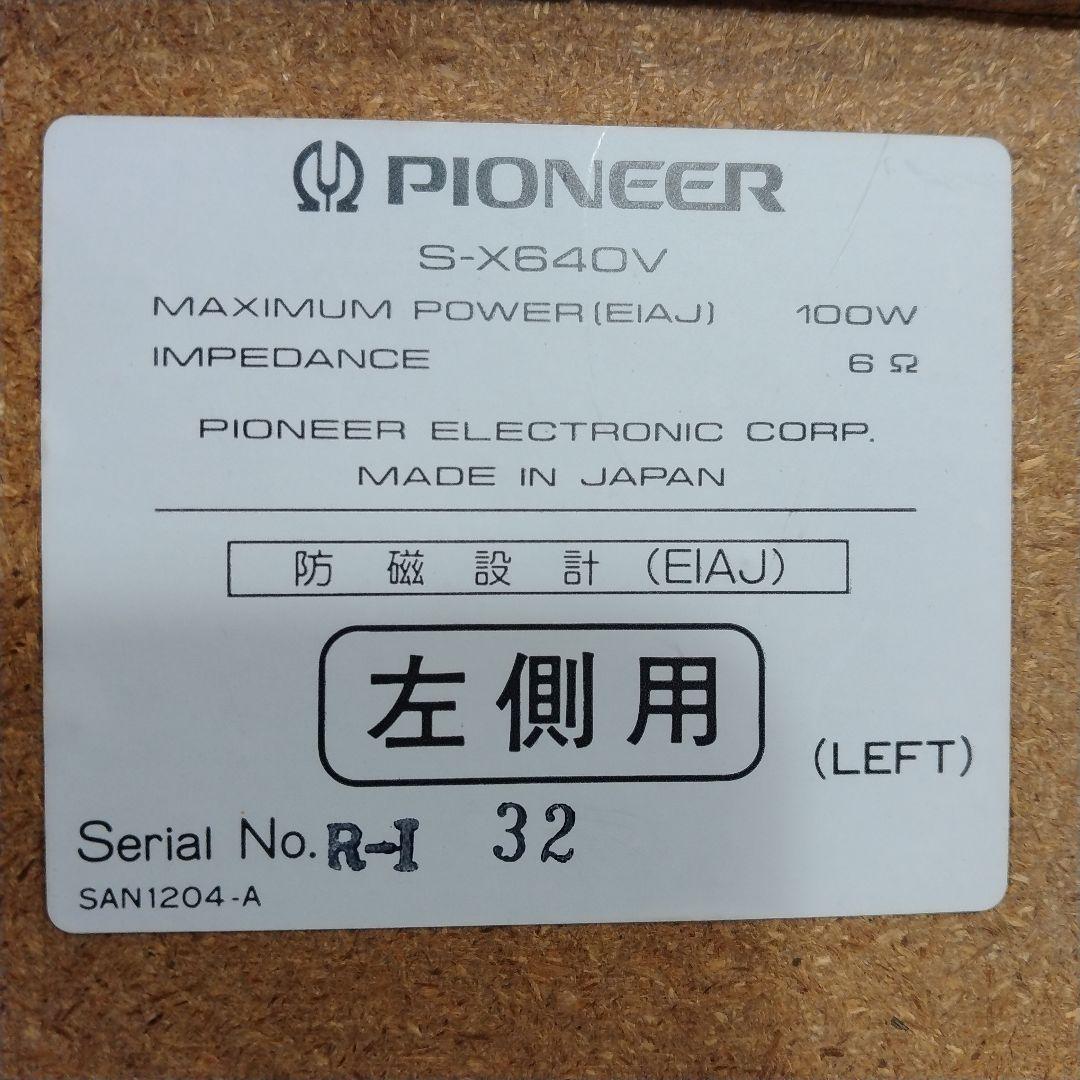 PIONEER
S-X640V
MAXIMUM POWER (EIAJ) 100W
IMPEDANCE 6 Ω
PIONEER ELECTRONIC CORP.
MADE IN JAPAN
防磁設計 (EIAJ)
左側用
(LEFT)
Serial No. R-I 32
SAN1204-A